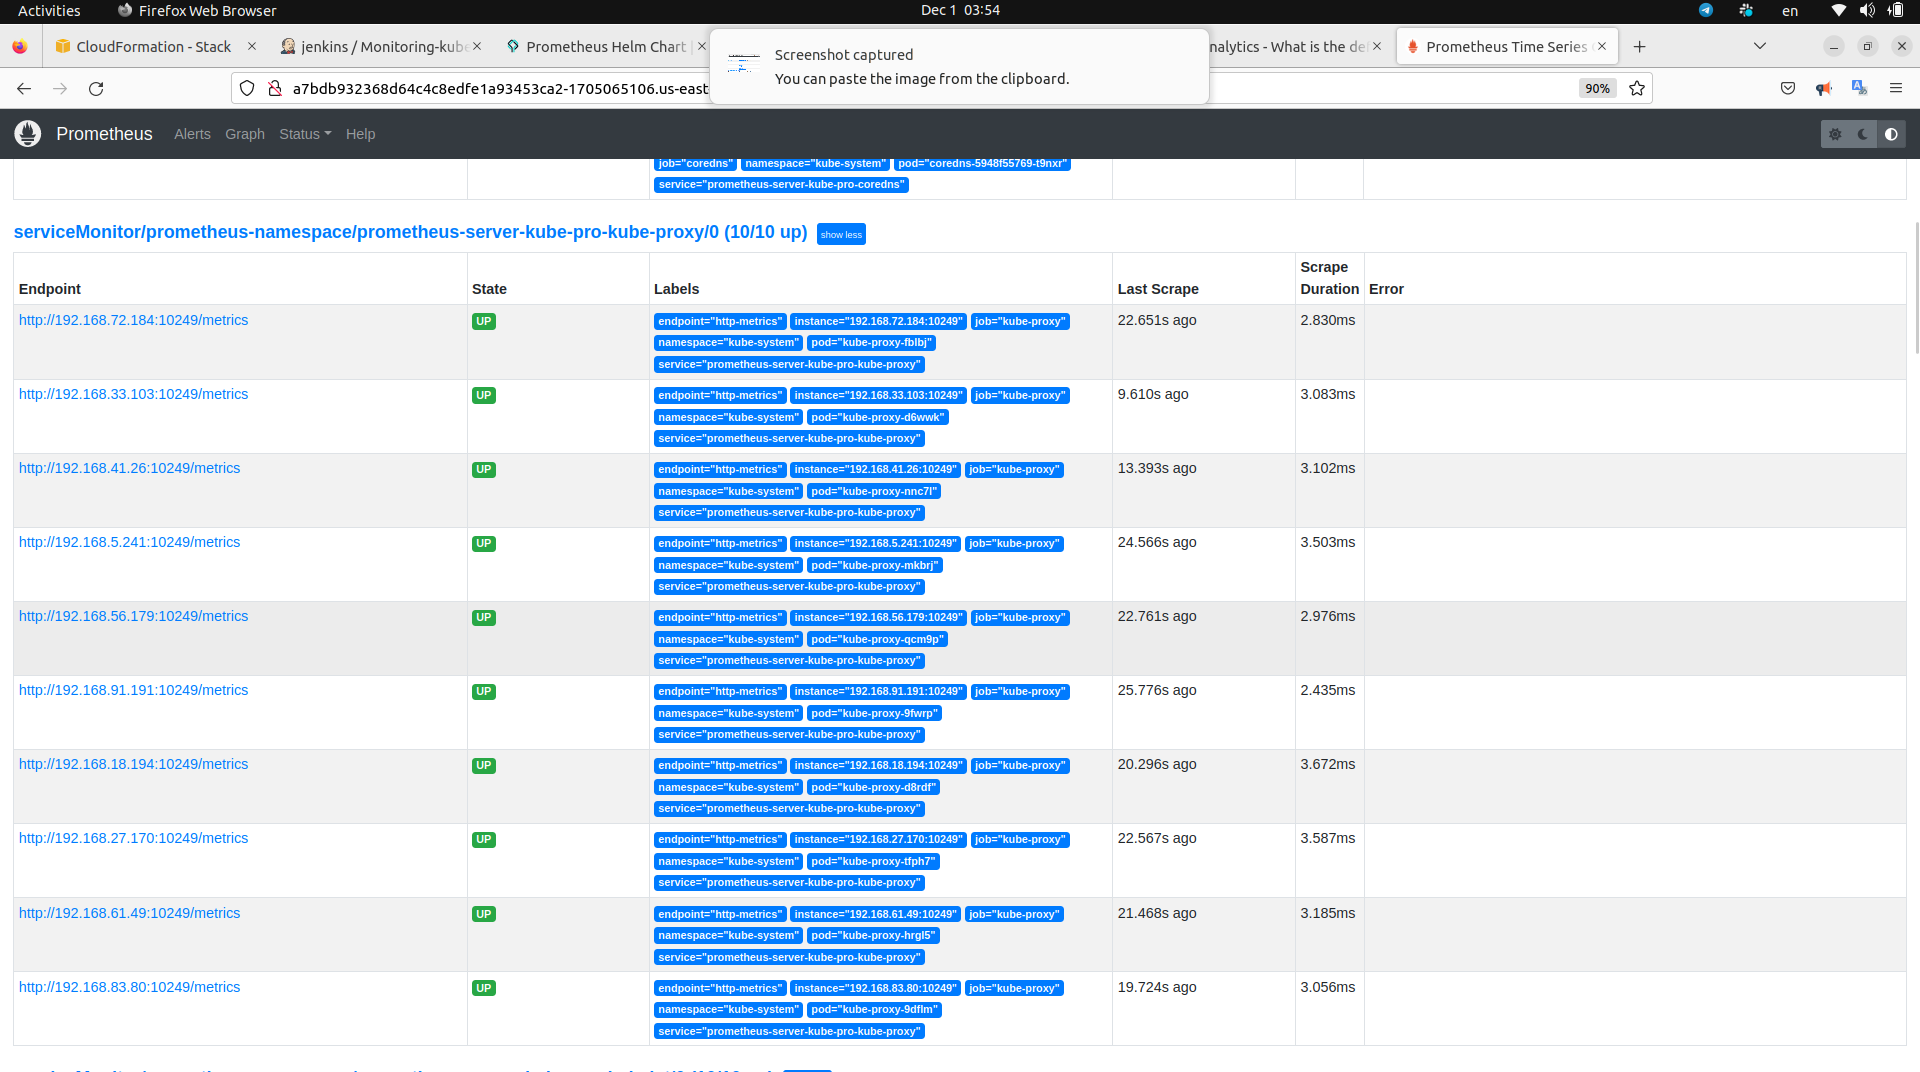 Activities Firefox Web Browser Dec 1 03:54 en
CloudFormation - Stack jenkins / Monitoring-kube Prometheus Helm Chart | nalytics - What is the de Prometheus Time Series
Screenshot captured
You can paste the image from the clipboard.
a7bdb932368d64c4c8edfe1a93453ca2-1705065106.us-east 90%
Prometheus Alerts Graph Status Help
job="coredns" namespace="kube-system" pod="coredns-5948f55769-t9nxr"
service="prometheus-server-kube-pro-coredns"
serviceMonitor/prometheus-namespace/prometheus-server-kube-pro-kube-proxy/0 (10/10 up) show less
Endpoint State Labels Last Scrape Scrape Duration Error
http://192.168.72.184:10249/metrics UP endpoint="http-metrics" instance="192.168.72.184:10249" job="kube-proxy" 22.651s ago 2.830ms
namespace="kube-system" pod="kube-proxy-fblbj"
service="prometheus-server-kube-pro-kube-proxy"
http://192.168.33.103:10249/metrics UP endpoint="http-metrics" instance="192.168.33.103:10249" job="kube-proxy" 9.610s ago 3.083ms
namespace="kube-system" pod="kube-proxy-d6wwk"
service="prometheus-server-kube-pro-kube-proxy"
http://192.168.41.26:10249/metrics UP endpoint="http-metrics" instance="192.168.41.26:10249" job="kube-proxy" 13.393s ago 3.102ms
namespace="kube-system" pod="kube-proxy-nnc7l"
service="prometheus-server-kube-pro-kube-proxy"
http://192.168.5.241:10249/metrics UP endpoint="http-metrics" instance="192.168.5.241:10249" job="kube-proxy" 24.566s ago 3.503ms
namespace="kube-system" pod="kube-proxy-mkbrj"
service="prometheus-server-kube-pro-kube-proxy"
http://192.168.56.179:10249/metrics UP endpoint="http-metrics" instance="192.168.56.179:10249" job="kube-proxy" 22.761s ago 2.976ms
namespace="kube-system" pod="kube-proxy-qcm9p"
service="prometheus-server-kube-pro-kube-proxy"
http://192.168.91.191:10249/metrics UP endpoint="http-metrics" instance="192.168.91.191:10249" job="kube-proxy" 25.776s ago 2.435ms
namespace="kube-system" pod="kube-proxy-9fwrp"
service="prometheus-server-kube-pro-kube-proxy"
http://192.168.18.194:10249/metrics UP endpoint="http-metrics" instance="192.168.18.194:10249" job="kube-proxy" 20.296s ago 3.672ms
namespace="kube-system" pod="kube-proxy-d8rdf"
service="prometheus-server-kube-pro-kube-proxy"
http://192.168.27.170:10249/metrics UP endpoint="http-metrics" instance="192.168.27.170:10249" job="kube-proxy" 22.567s ago 3.587ms
namespace="kube-system" pod="kube-proxy-tfph7"
service="prometheus-server-kube-pro-kube-proxy"
http://192.168.61.49:10249/metrics UP endpoint="http-metrics" instance="192.168.61.49:10249" job="kube-proxy" 21.468s ago 3.185ms
namespace="kube-system" pod="kube-proxy-hrgl5"
service="prometheus-server-kube-pro-kube-proxy"
http://192.168.83.80:10249/metrics UP endpoint="http-metrics" instance="192.168.83.80:10249" job="kube-proxy" 19.724s ago 3.056ms
namespace="kube-system" pod="kube-proxy-9dflm"
service="prometheus-server-kube-pro-kube-proxy"